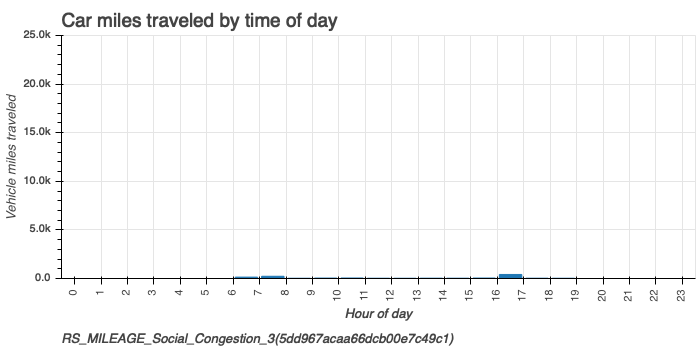 Car miles traveled by time of day
25.0k
20.0k
15.0k
10.0k
5.0k
0.0
Vehicle miles traveled
0 1 2 3 4 5 6 7 8 9 10 11 12 13 14 15 16 17 18 19 20 21 22 23
Hour of day
RS_MILEAGE_Social_Congestion_3(5dd967acaa66dcb00e7c49c1)